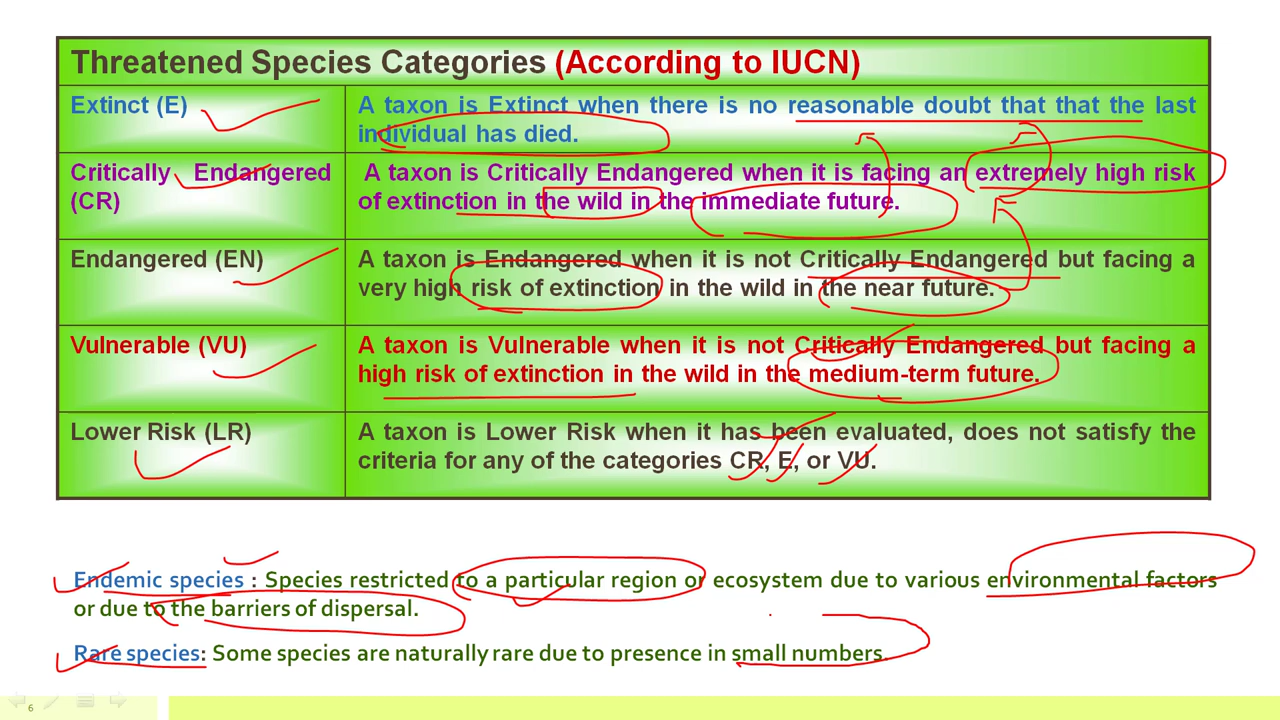 Threatened Species Categories (According to IUCN)
Extinct (E)
A taxon is Extinct when there is no reasonable doubt that that the last
individual has died.
Critically Endangered
(CR)
A taxon is Critically Endangered when it is facing an extremely high risk
of extinction in the wild in the immediate future.
Endangered (EN)
A taxon is Endangered when it is not Critically Endangered but facing a
very high risk of extinction in the wild in the near future.
Vulnerable (VU)
A taxon is Vulnerable when it is not Critically Endangered but facing a
high risk of extinction in the wild in the medium-term future.
Lower Risk (LR)
A taxon is Lower Risk when it has been evaluated, does not satisfy the
criteria for any of the categories CR, E, or VU.
Endemic species : Species restricted to a particular region or ecosystem due to various environmental factors
or due to the barriers of dispersal.
Rare species: Some species are naturally rare due to presence in small numbers.
6